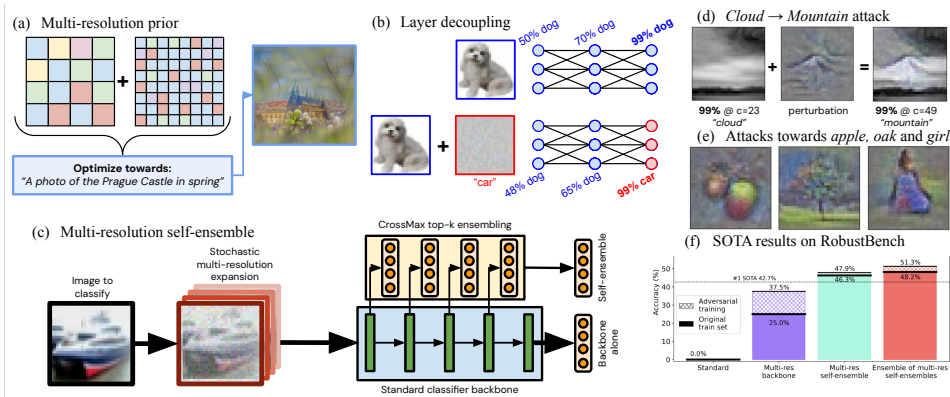 (a) Multi-resolution prior
+
Optimize towards:
"A photo of the Prague Castle in spring"
(b) Layer decoupling
50% dog
70% dog
99% dog
+
"car"
48% dog
65% dog
99% car
(c) Multi-resolution self-ensemble
Image to
classify
Stochastic
multi-resolution
expansion
CrossMax top-k ensembling
Self-ensemble
Backbone
alone
Standard classifier backbone
(d) Cloud → Mountain attack
+
=
99% @ c=23
"cloud"
perturbation
99% @ c=49
"mountain"
(e) Attacks towards apple, oak and girl
(f) SOTA results on RobustBench
Accuracy (%)
60
50
40
30
20
10
0
#1 SOTA 42.7%
Adversarial
training
Original
train set
0.0%
37.5%
25.0%
47.9%
46.3%
51.3%
48.2%
Standard
Multi-res
backbone
Multi-res
self-ensemble
Ensemble of multi-res
self-ensembles